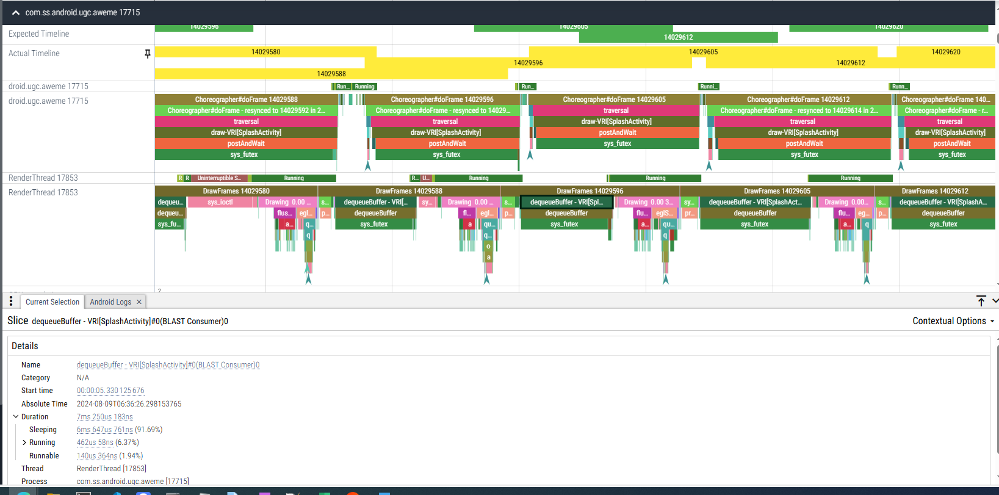 com.ss.android.ugc.aweme 17715
14029596 14029605 14029620
Expected Timeline
14029612
Actual Timeline 14029580 14029605 14029620
14029596 14029612
14029588
droid.ugc.aweme 17715 Run... Running Run... Runni... Run...
droid.ugc.aweme 17715 Choreographer#doFrame 14029588 Choreographer#doFrame 14029596 Choreographer#doFrame 14029605 Choreographer#doFrame 14029612 Choreographer#doFrame 140...
Choreographer#doFrame - resynced to 14029592 in 2... Choreographer#doFrame - resynced to 14029... traversal Choreographer#doFrame - resynced to 14029614 in 2... Choreographer#doFrame - r...
traversal traversal draw-VRI[SplashActivity] traversal traversal
draw-VRI[SplashActivity] draw-VRI[SplashActivity] postAndWait draw-VRI[SplashActivity] draw-VRI[SplashActivity]
postAndWait postAndWait sys_futex postAndWait postAndWait
sys_futex sys_futex sys_futex sys_futex
RenderThread 17853 R R Uninterruptible S... Running R... U... Running Running Running
RenderThread 17853 DrawFrames 14029580 DrawFrames 14029588 DrawFrames 14029596 DrawFrames 14029605 DrawFrames 14029612
dequeu... sys_ioctl Drawing 0.00 ... s... dequeueBuffer - VRI[... sy... Drawing 0.00 ... s... dequeueBuffer - VRI[Spl... Drawing 0.00 3... sy... dequeueBuffer - VRI[SplashAct... Drawing 0.00... s... dequeueBuffer - VRI[SplashA...
dequeu... flus... egl... p... dequeueBuffer fl... egl... p... dequeueBuffer flu... eglS... pr... dequeueBuffer flu... eg... p... dequeueBuffer
sys_fu... a... q... sys_futex a qu... sys_futex a... qu... sys_futex a... q sys_futex
q q... q
o
a
2
Current Selection Android Logs ✕
Slice dequeueBuffer - VRI[SplashActivity]#0(BLAST Consumer)0 Contextual Options
Details
Name dequeueBuffer - VRI[SplashActivity]#0(BLAST Consumer)0
Category N/A
Start time 00:00:05.330 125 676
Absolute Time 2024-08-09T06:36:26.298153765
Duration 7ms 250us 183ns
Sleeping 6ms 647us 761ns (91.69%)
Running 462us 58ns (6.37%)
Runnable 140us 364ns (1.94%)
Thread RenderThread [17853]
Process com.ss.android.ugc.aweme [17715]